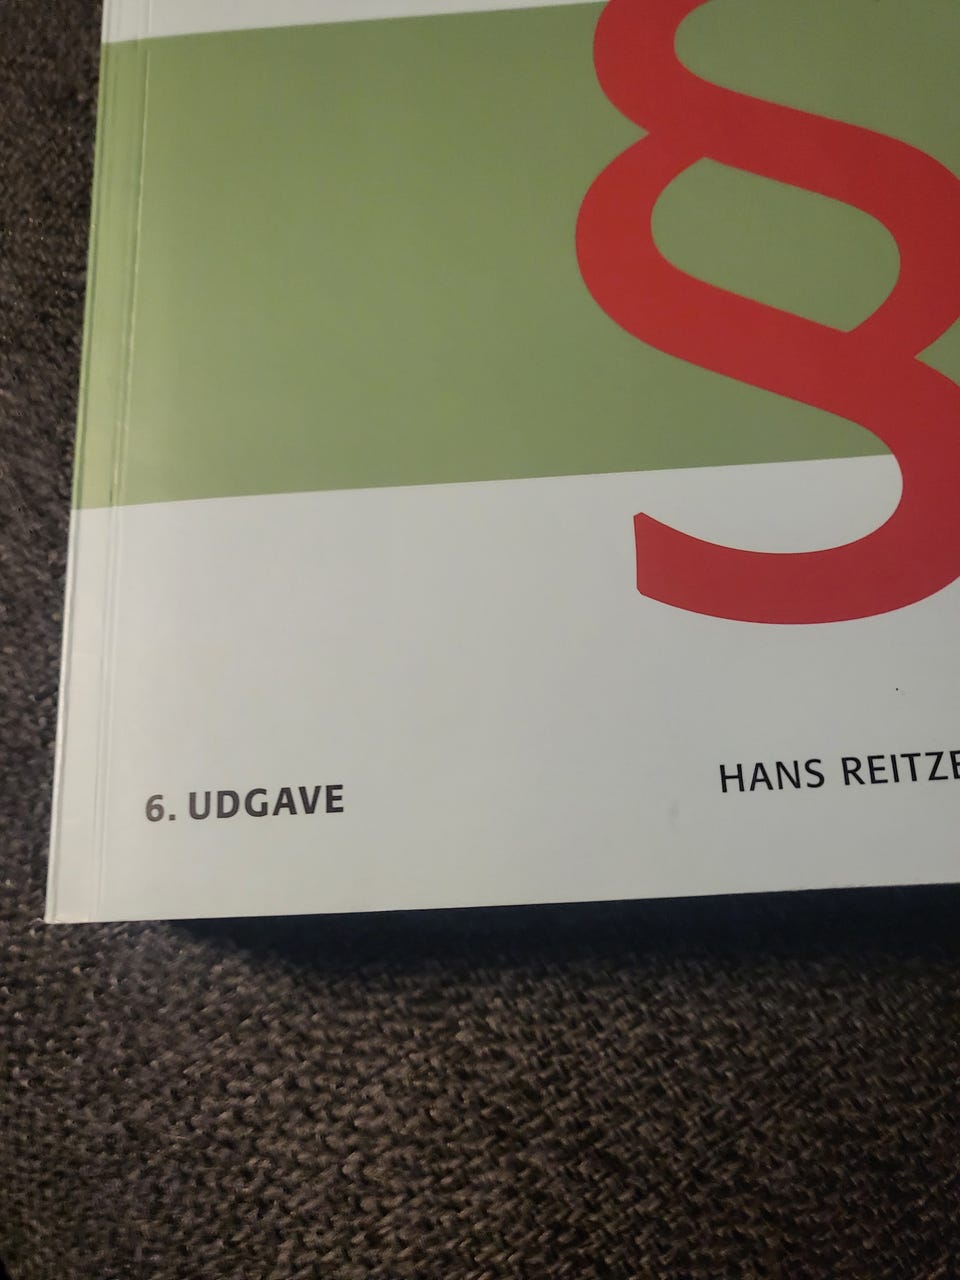 §
6. UDGAVE
HANS REITZE